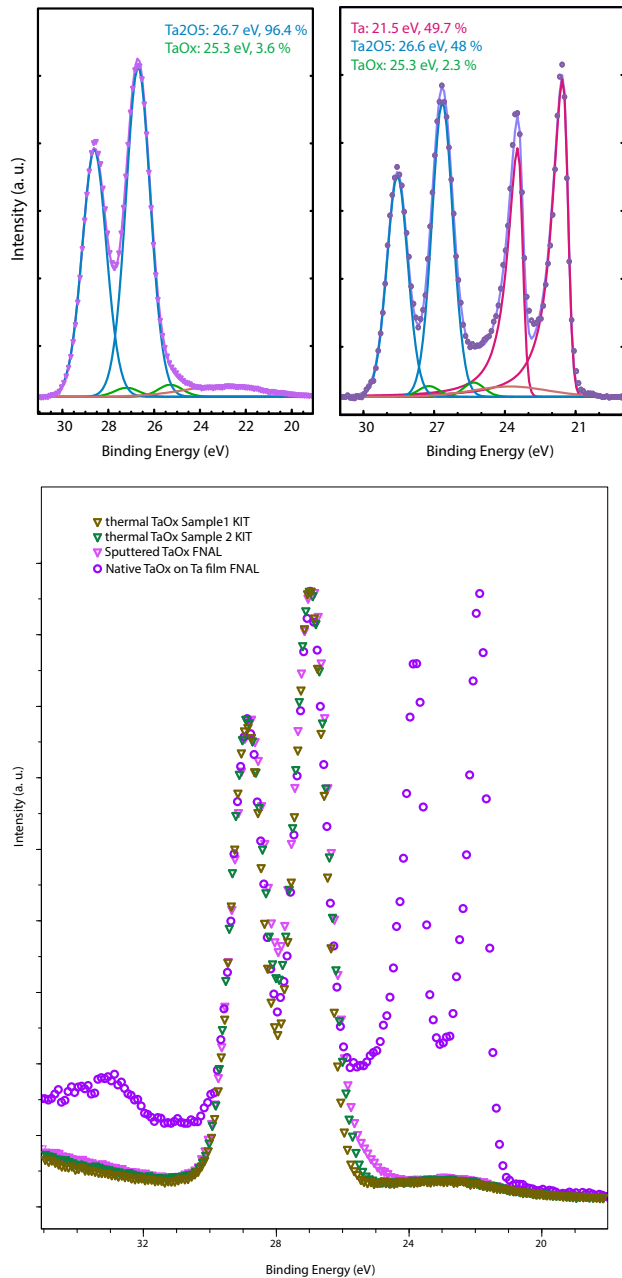 Ta2O5: 26.7 eV, 96.4 %
TaOx: 25.3 eV, 3.6 %
Intensity (a. u.)
30 28 26 24 22 20
Binding Energy (eV)
Ta: 21.5 eV, 49.7 %
Ta2O5: 26.6 eV, 48 %
TaOx: 25.3 eV, 2.3 %
30 27 24 21
Binding Energy (eV)
thermal TaOx Sample1 KIT
thermal TaOx Sample 2 KIT
Sputtered TaOx FNAL
Native TaOx on Ta film FNAL
Intensity (a. u.)
32 28 24 20
Binding Energy (eV)